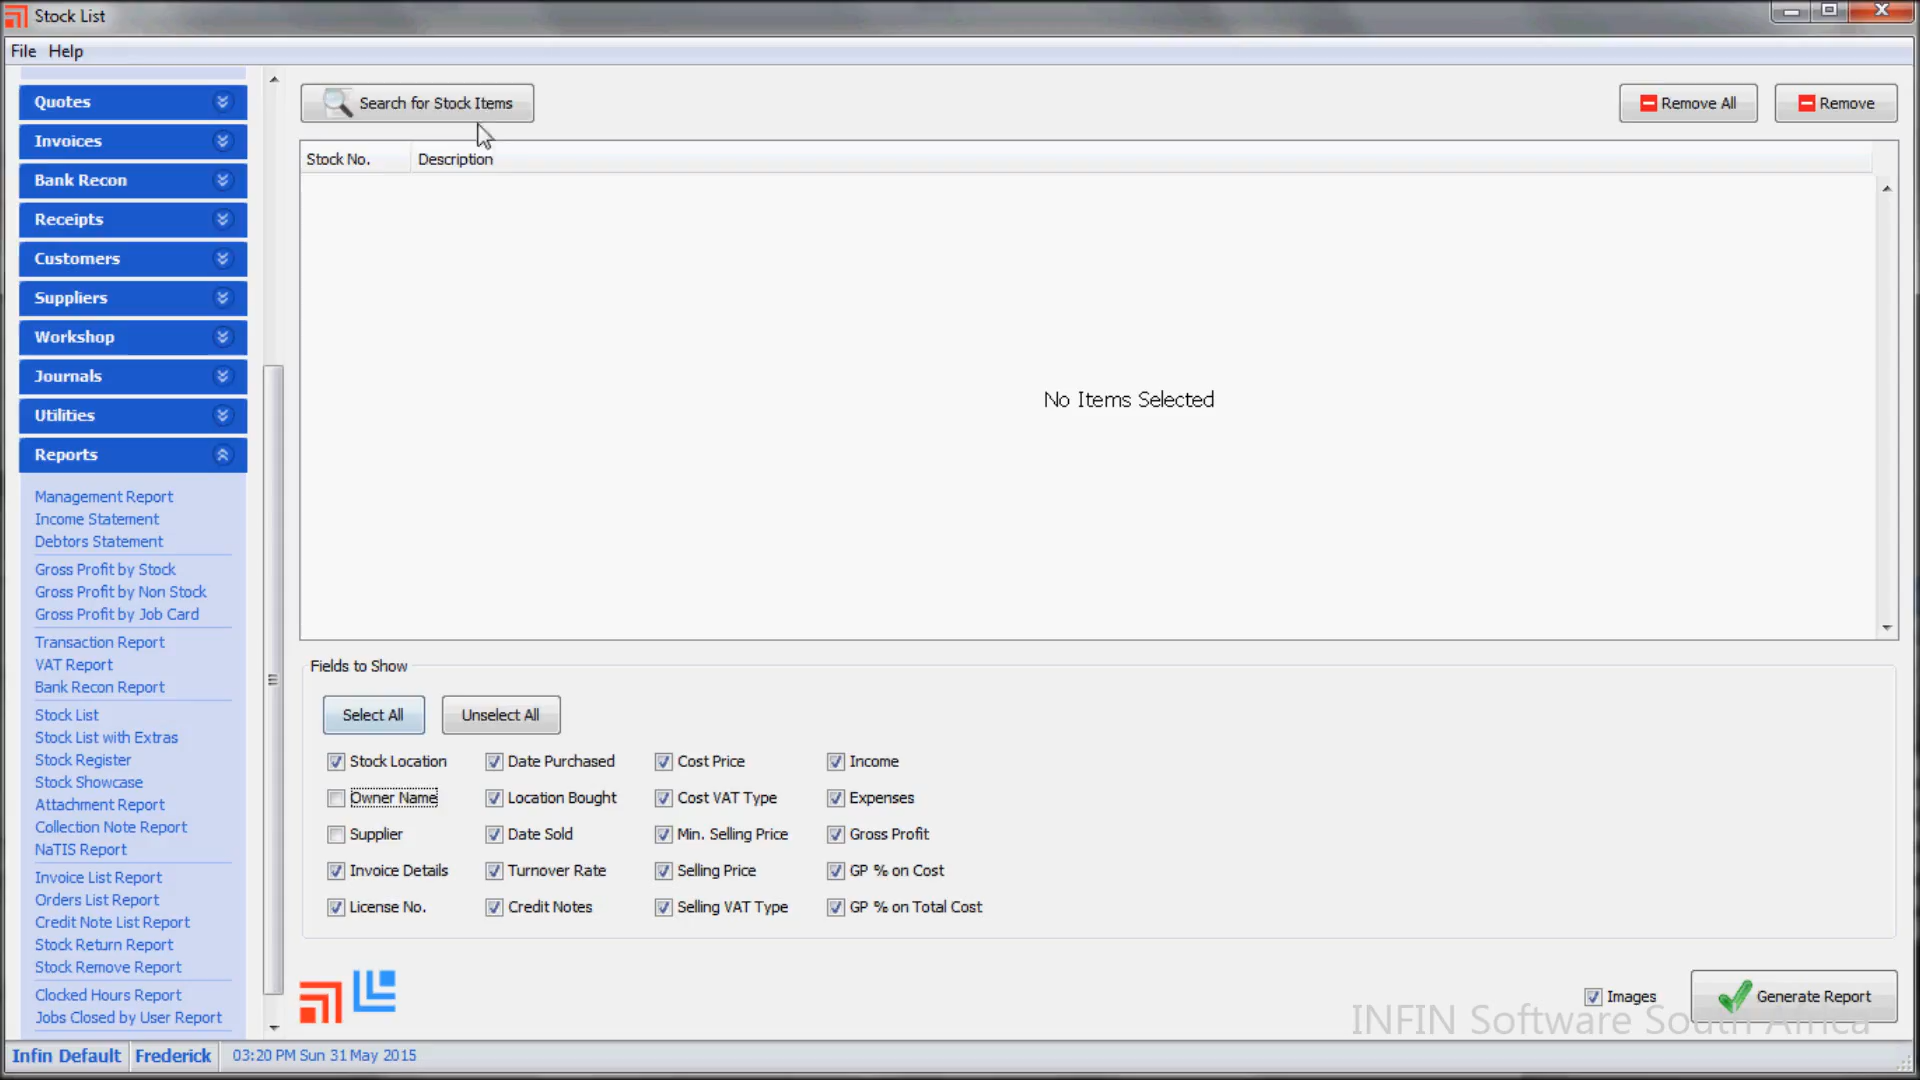 Stock List
File Help
Quotes
Invoices
Bank Recon
Receipts
Customers
Suppliers
Workshop
Journals
Utilities
Reports
Management Report
Income Statement
Debtors Statement
Gross Profit by Stock
Gross Profit by Non Stock
Gross Profit by Job Card
Transaction Report
VAT Report
Bank Recon Report
Stock List
Stock List with Extras
Stock Register
Stock Showcase
Attachment Report
Collection Note Report
NaTIS Report
Invoice List Report
Orders List Report
Credit Note List Report
Stock Return Report
Stock Remove Report
Clocked Hours Report
Jobs Closed by User Report
Search for Stock Items
Remove All
Remove
Stock No. Description
No Items Selected
Fields to Show
Select All Unselect All
Stock Location Date Purchased Cost Price Income
Owner Name Location Bought Cost VAT Type Expenses
Supplier Date Sold Min. Selling Price Gross Profit
Invoice Details Turnover Rate Selling Price GP % on Cost
License No. Credit Notes Selling VAT Type GP % on Total Cost
Images
Generate Report
INFIN Software South Africa
Infin Default Frederick 03:20 PM Sun 31 May 2015